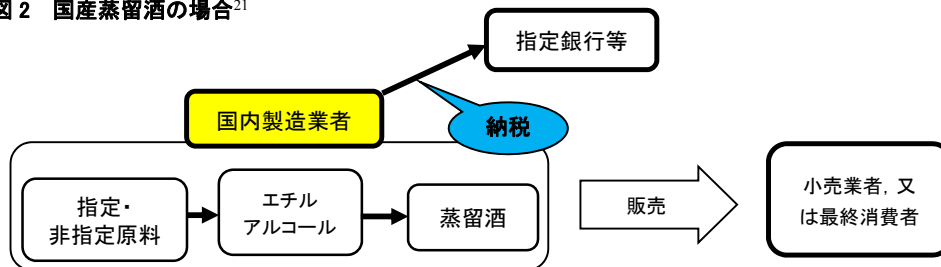 図 2 国産蒸留酒の場合21
指定銀行等
国内製造業者
納税
指定・
非指定原料
エチル
アルコール
蒸留酒
販売
小売業者, 又
は最終消費者